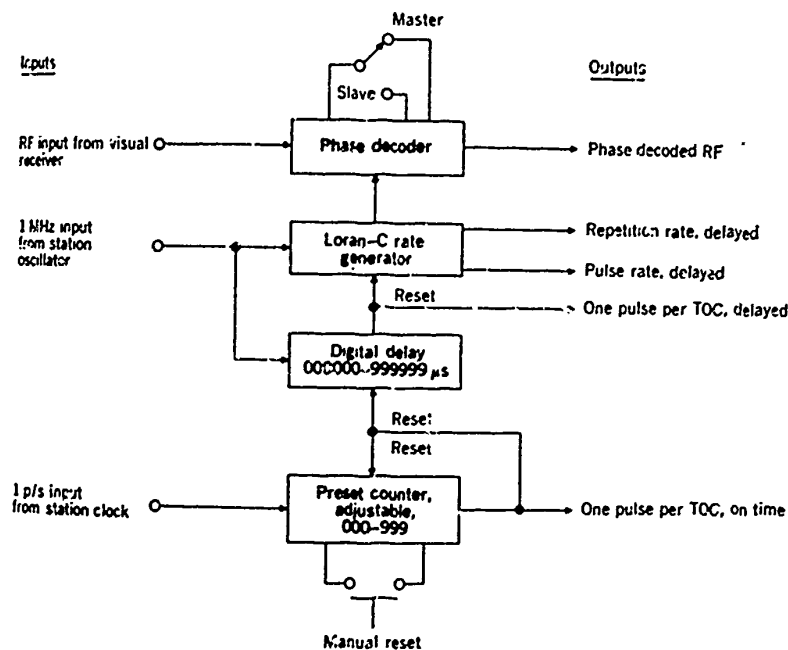 Master
Inputs
Outputs
Slave
RF input from visual
receiver
Phase decoder
Phase decoded RF
1 MHz input
from station
oscillator
Loran-C rate
generator
Repetition rate, delayed
Pulse rate, delayed
Reset
One pulse per TOC, delayed
Digital delay
000000-999999 μs
Reset
Reset
1 p/s input
from station clock
Preset counter,
adjustable,
000-999
One pulse per TOC, on time
Manual reset